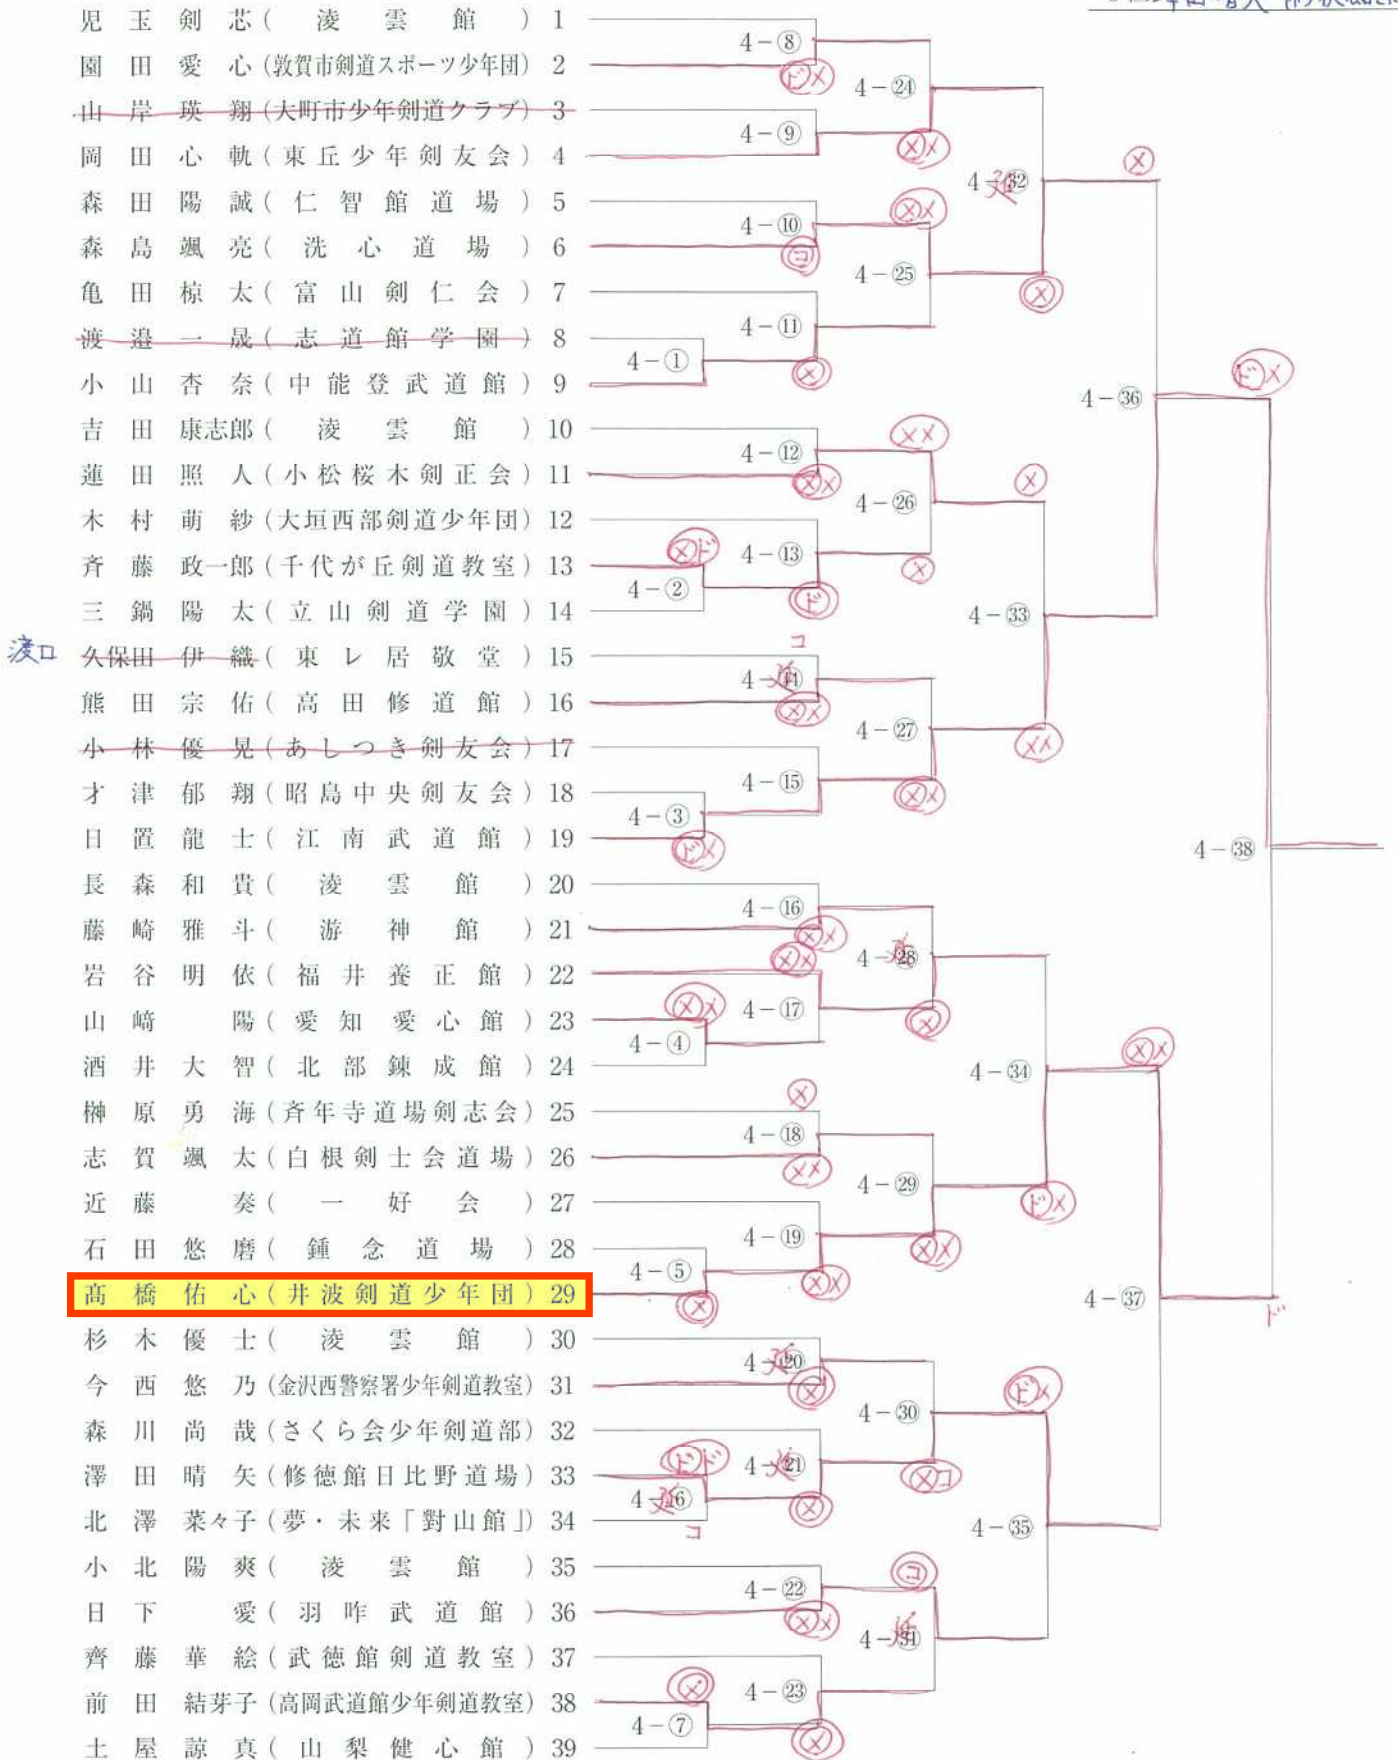 児玉剣芯(淩雲館)1
園田愛心(敦賀市剣道スポーツ少年団)2
山岸瑛翔(大町市少年剣道クラブ)3
岡田心軌(東丘少年剣友会)4
森田陽誠(仁智館道場)5
森島颯亮(洗心道場)6
亀田椋太(富山剣仁会)7
渡邉一晟(志道館学園)8
小山杏奈(中能登武道館)9
吉田康志郎(淩雲館)10
蓮田照人(小松桜木剣正会)11
木村萌紗(大垣西部剣道少年団)12
斉藤政一郎(千代が丘剣道教室)13
三鍋陽太(立山剣道学園)14
渡口 久保田伊織(東レ居敬堂)15
熊田宗佑(高田修道館)16
小林優晃(あしつき剣友会)17
才津郁翔(昭島中央剣友会)18
日置龍士(江南武道館)19
長森和貴(淩雲館)20
藤崎雅斗(游神館)21
岩谷明依(福井養正館)22
山﨑陽(愛知愛心館)23
酒井大智(北部錬成館)24
榊原勇海(斉年寺道場剣志会)25
志賀颯太(白根剣士会道場)26
近藤奏(一好会)27
石田悠磨(鍾念道場)28
髙橋佑心(井波剣道少年団)29
杉木優士(淩雲館)30
今西悠乃(金沢西警察署少年剣道教室)31
森川尚哉(さくら会少年剣道部)32
澤田晴矢(修徳館日比野道場)33
北澤菜々子(夢・未来「對山館」)34
小北陽爽(淩雲館)35
日下愛(羽咋武道館)36
齊藤華絵(武徳館剣道教室)37
前田結芽子(高岡武道館少年剣道教室)38
土屋諒真(山梨健心館)39
4-①
4-②
4-③
4-④
4-⑤
4-⑥
4-⑦
4-⑧
4-⑨
4-⑩
4-⑪
4-⑫
4-⑬
4-⑭
4-⑮
4-⑯
4-⑰
4-⑱
4-⑲
4-⑳
4-㉑
4-㉒
4-㉓
4-㉔
4-㉕
4-㉖
4-㉗
4-㉘
4-㉙
4-㉚
4-㉛
4-㉜
4-㉝
4-㉞
4-㉟
4-㊱
4-㊲
4-㊳